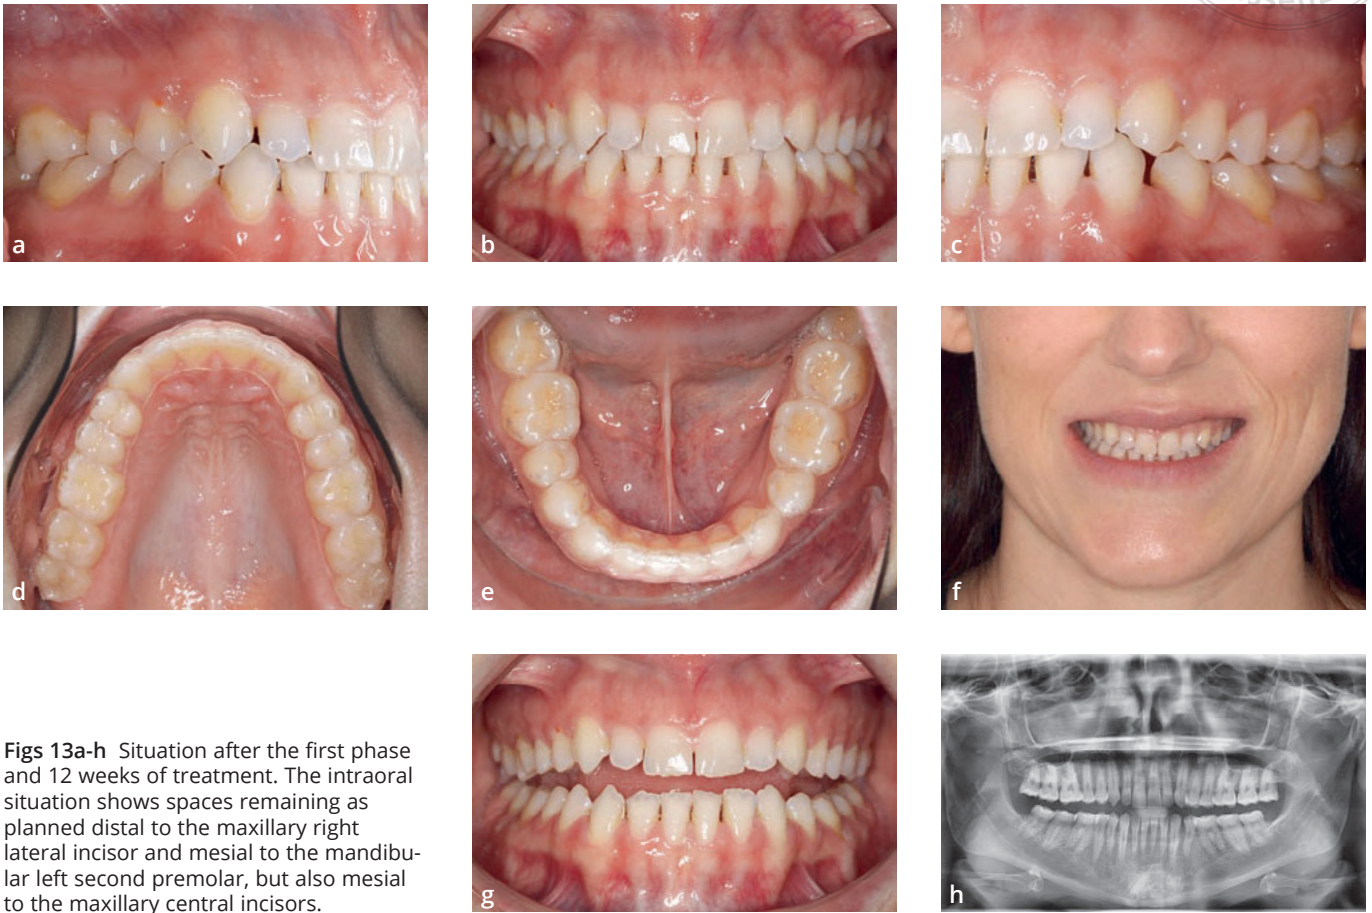 a
b
c
d
e
f
Figs 13a-h Situation after the first phase
and 12 weeks of treatment. The intraoral
situation shows spaces remaining as
planned distal to the maxillary right
lateral incisor and mesial to the mandibu-
lar left second premolar, but also mesial
to the maxillary central incisors.
g
h